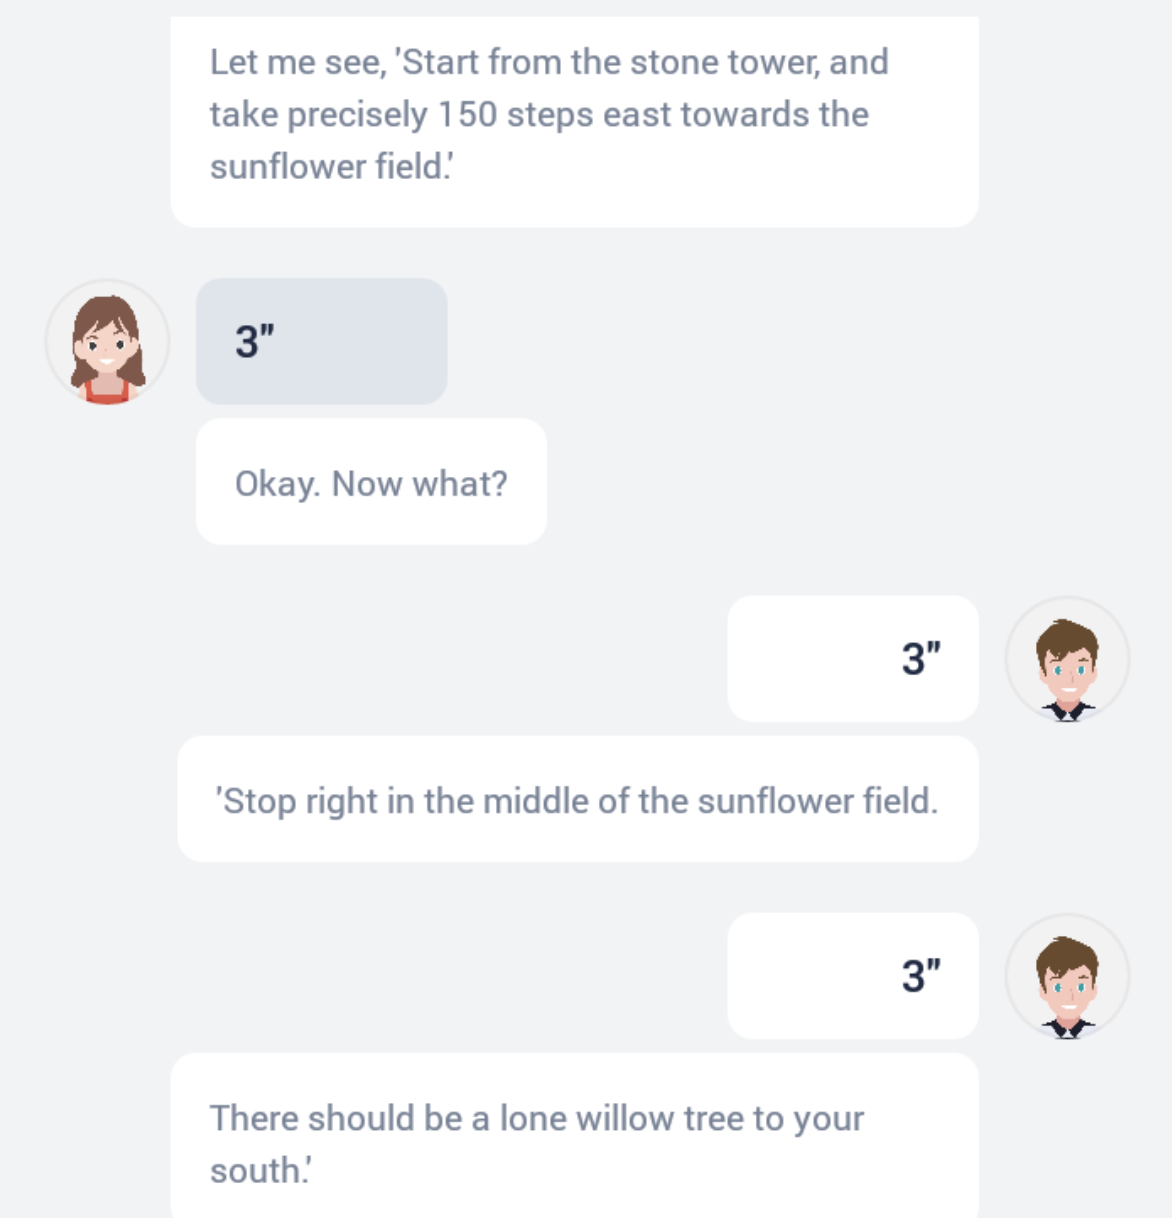 Let me see, 'Start from the stone tower, and
take precisely 150 steps east towards the
sunflower field.'
3"
Okay. Now what?
3"
'Stop right in the middle of the sunflower field.
3"
There should be a lone willow tree to your
south.'